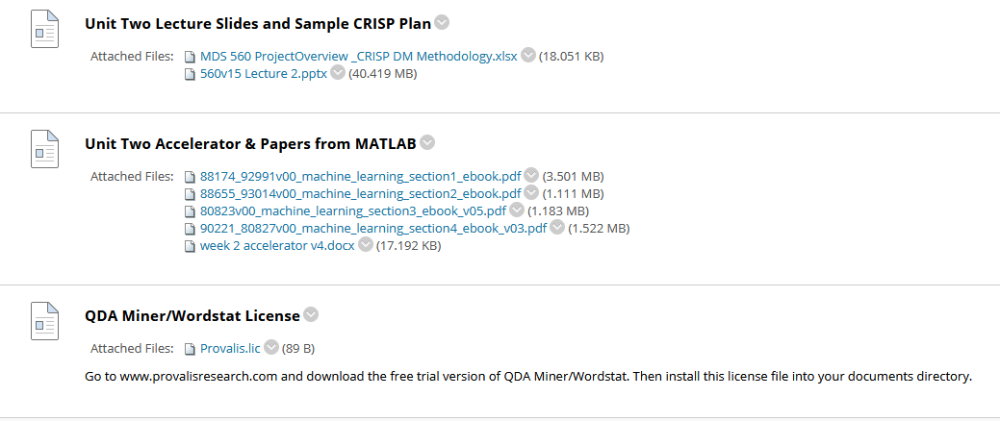 Unit Two Lecture Slides and Sample CRISP Plan
Attached Files: MDS 560 ProjectOverview _CRISP DM Methodology.xlsx (18.051 KB)
560v15 Lecture 2.pptx (40.419 MB)
Unit Two Accelerator & Papers from MATLAB
Attached Files: 88174_92991v00_machine_learning_section1_ebook.pdf (3.501 MB)
88655_93014v00_machine_learning_section2_ebook.pdf (1.111 MB)
80823v00_machine_learning_section3_ebook_v05.pdf (1.183 MB)
90221_80827v00_machine_learning_section4_ebook_v03.pdf (1.522 MB)
week 2 accelerator v4.docx (17.192 KB)
QDA Miner/Wordstat License
Attached Files: Provalis.lic (89 B)
Go to www.provalisresearch.com and download the free trial version of QDA Miner/Wordstat. Then install this license file into your documents directory.